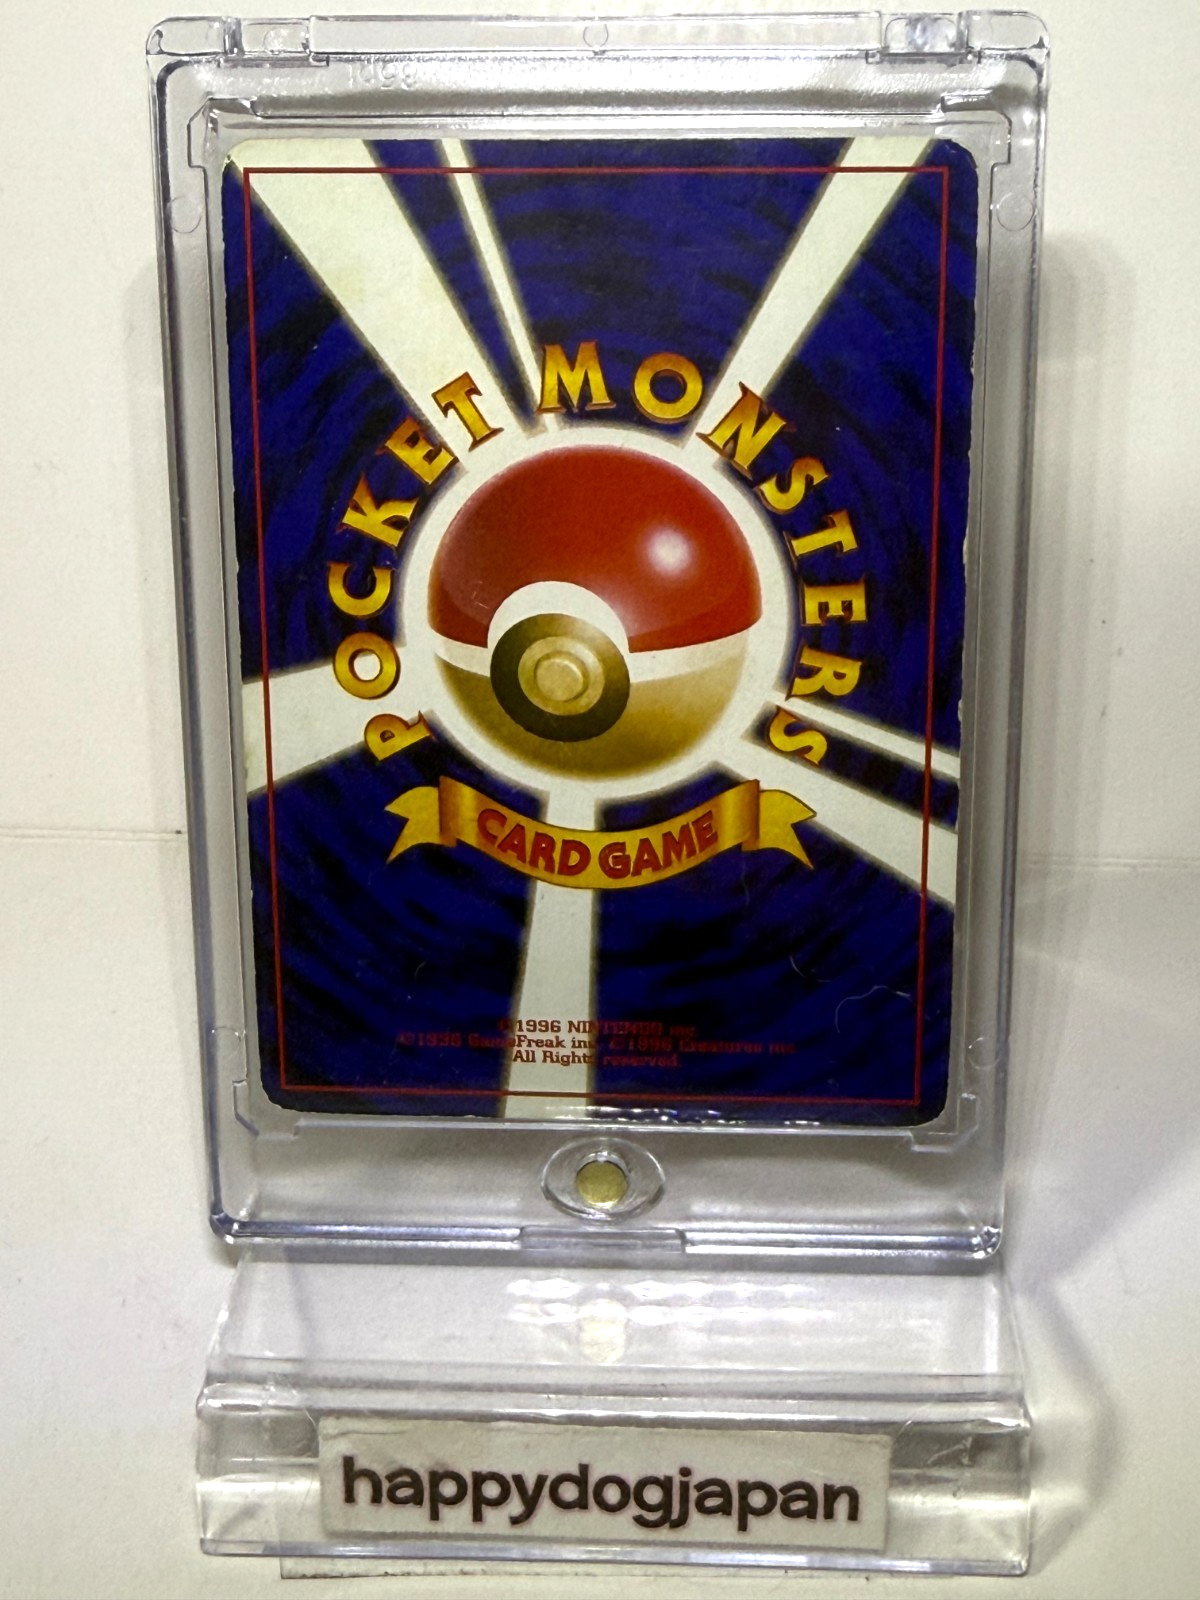 POCKET MONSTERS
CARD GAME
©1996 NINTENDO inc.
©1996 GameFreak inc. ©1996 Creatures inc.
All Rights reserved.
happydogjapan